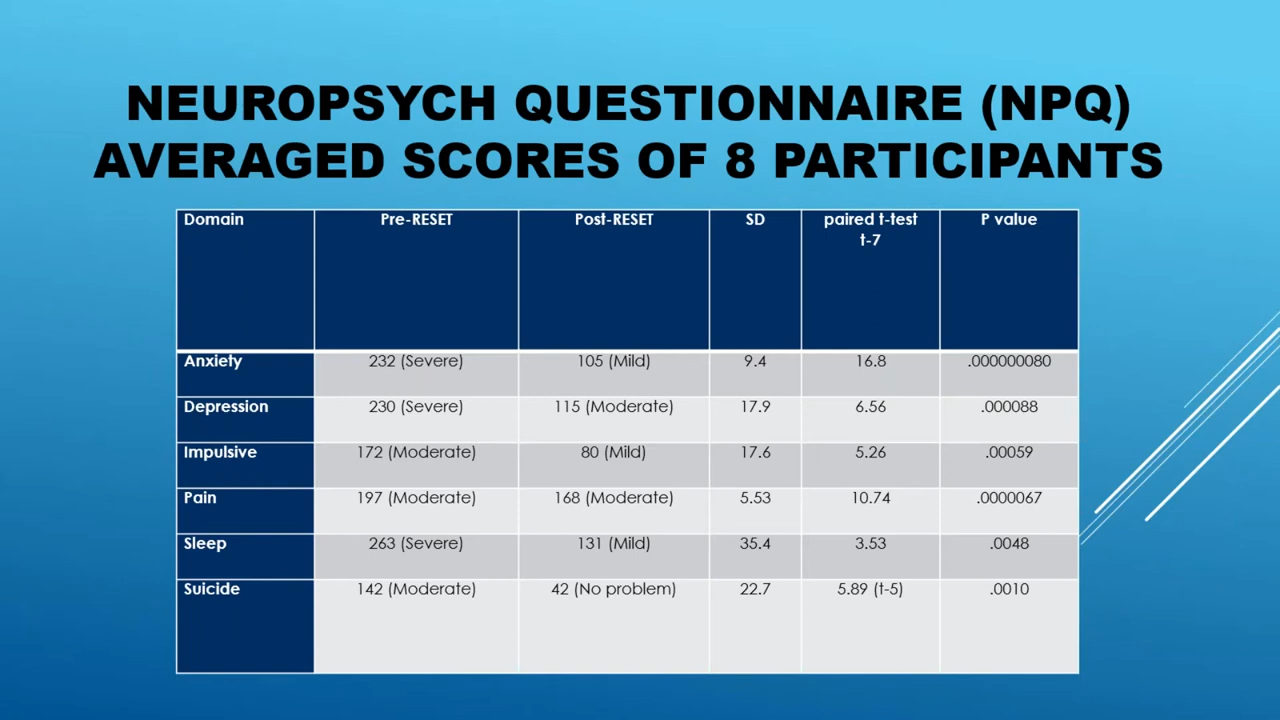 NEUROPSYCH QUESTIONNAIRE (NPQ)
AVERAGED SCORES OF 8 PARTICIPANTS
Domain Pre-RESET Post-RESET SD paired t-test P value
t-7
Anxiety 232 (Severe) 105 (Mild) 9.4 16.8 .000000080
Depression 230 (Severe) 115 (Moderate) 17.9 6.56 .000088
Impulsive 172 (Moderate) 80 (Mild) 17.6 5.26 .00059
Pain 197 (Moderate) 168 (Moderate) 5.53 10.74 .0000067
Sleep 263 (Severe) 131 (Mild) 35.4 3.53 .0048
Suicide 142 (Moderate) 42 (No problem) 22.7 5.89 (t-5) .0010